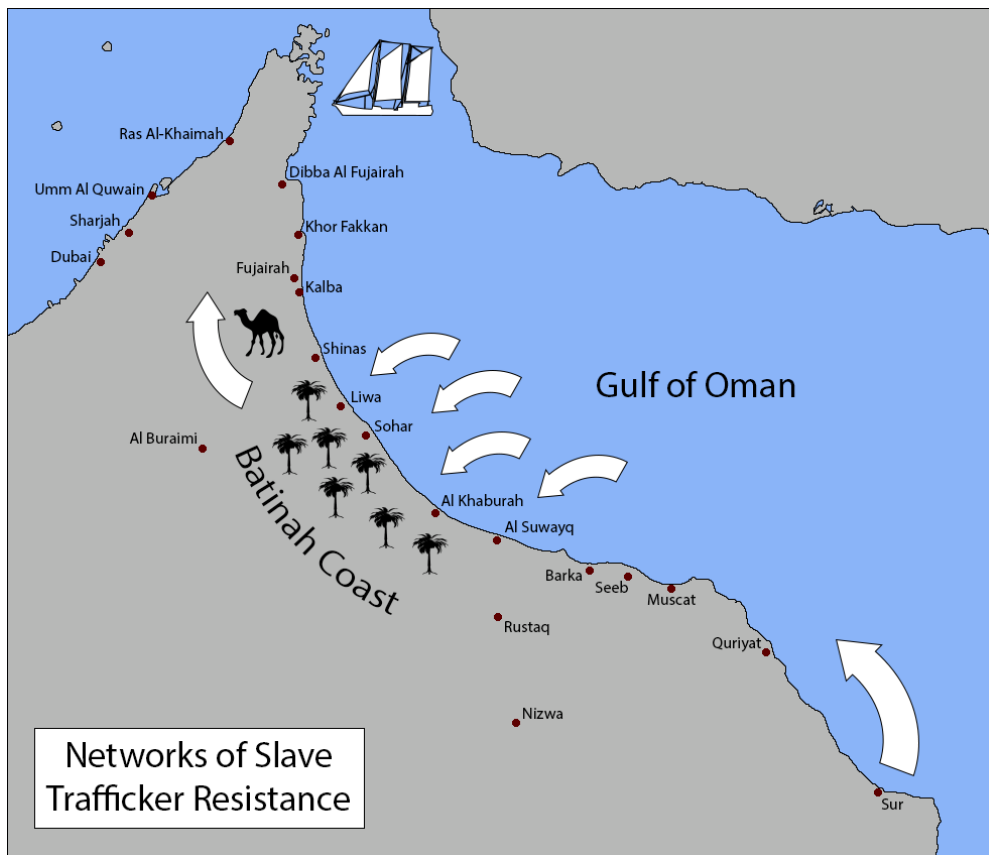 Ras Al-Khaimah
Dibba Al Fujairah
Umm Al Quwain
Sharjah
Khor Fakkan
Dubai
Fujairah
Kalba
Shinas
Gulf of Oman
Liwa
Sohar
Al Buraimi
Batinah Coast
Al Khaburah
Al Suwayq
Barka
Seeb
Muscat
Rustaq
Quriyat
Nizwa
Networks of Slave
Trafficker Resistance
Sur